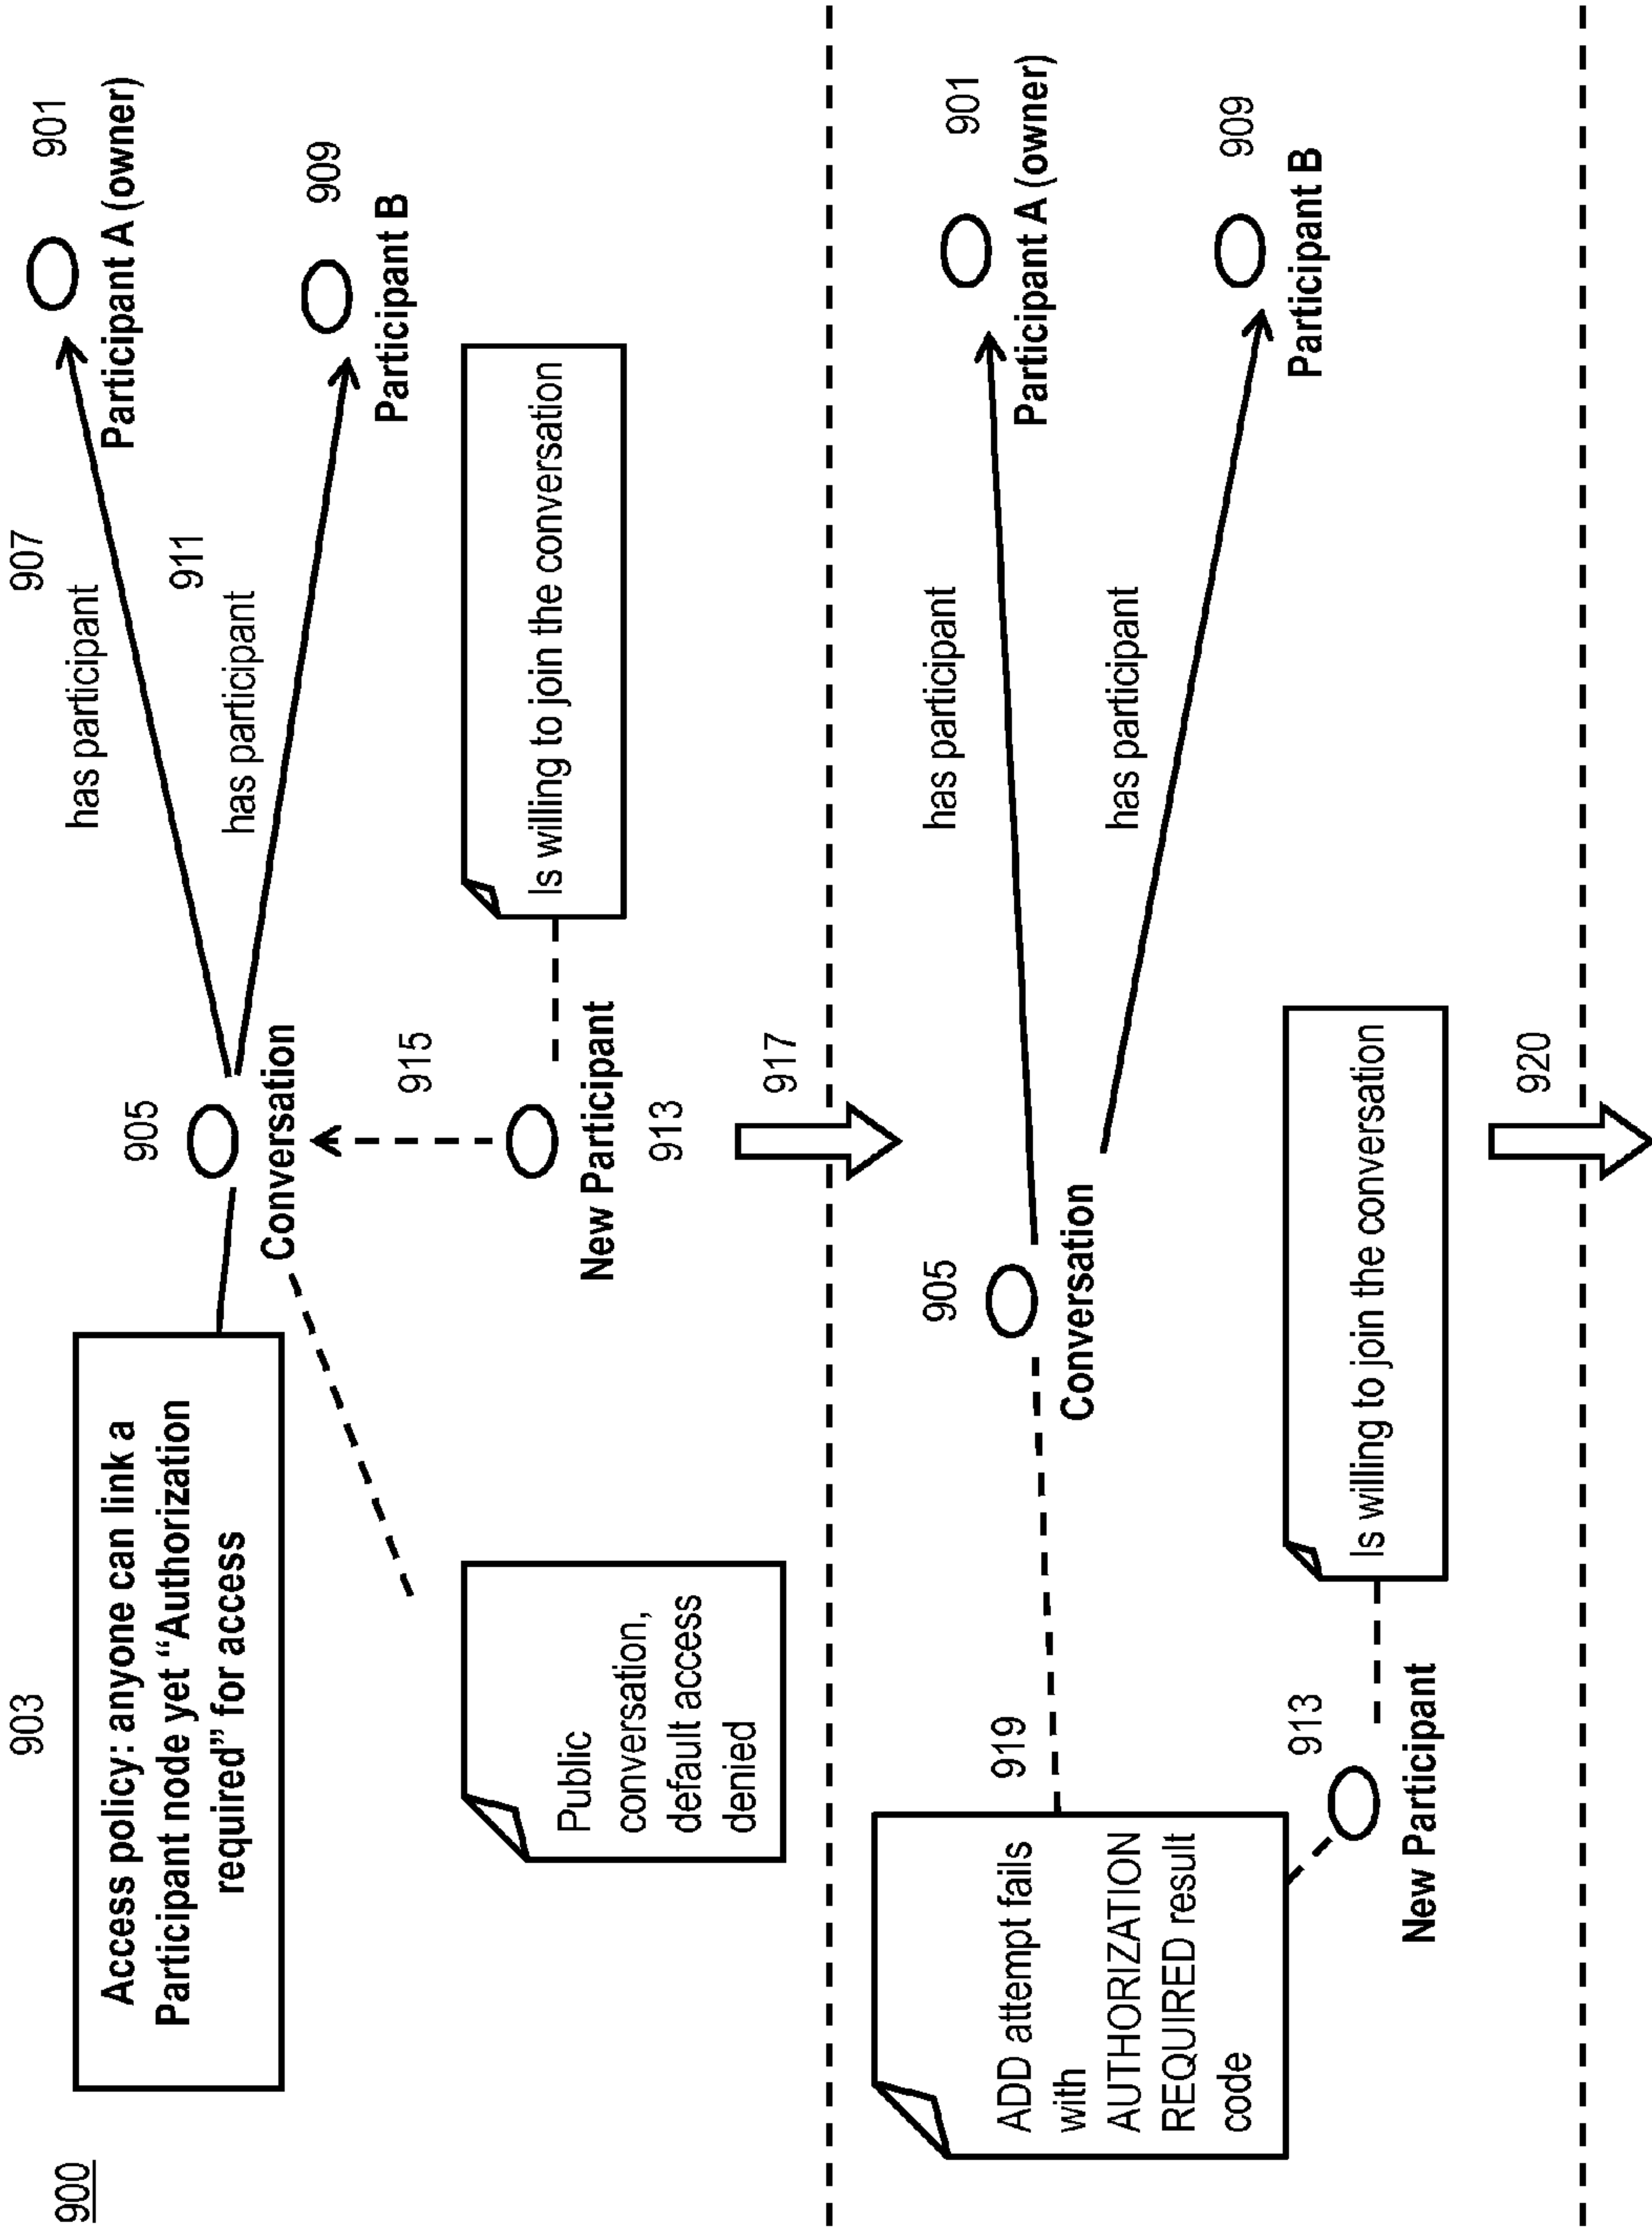 900
903
Access policy: anyone can link a
Participant node yet “Authorization
required” for access
905
Conversation
907
has participant
901
Participant A (owner)
911
has participant
909
Participant B
Public
conversation,
default access
denied
915
New Participant
913
Is willing to join the conversation
917
ADD attempt fails
with
AUTHORIZATION
REQUIRED result
code
919
905
Conversation
has participant
901
Participant A (owner)
has participant
909
Participant B
913
New Participant
Is willing to join the conversation
920